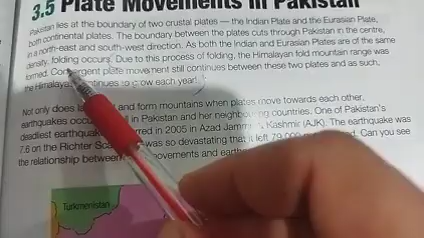 3.5 Plate Movements in Pakistan
Pakistan lies at the boundary of two crustal plates — the Indian Plate and the Eurasian Plate,
both continental plates. The boundary between the plates cuts through Pakistan in the centre,
in a north-east and south-west direction. As both the Indian and Eurasian Plates are of the same
density, folding occurs. Due to this process of folding, the Himalayan fold mountain range was
formed. Convergent plate movement still continues between these two plates and as such,
the Himalayan continues to grow each year!
Not only does land and form mountains when plates move towards each other,
earthquakes occur in Pakistan and her neighbouring countries. One of Pakistan's
deadliest earthquakes occurred in 2005 in Azad Jammu Kashmir (AJK). The earthquake was
7.6 on the Richter Scale was so devastating that it left 79,000 Can you see
the relationship between movements and
Turkmenistan